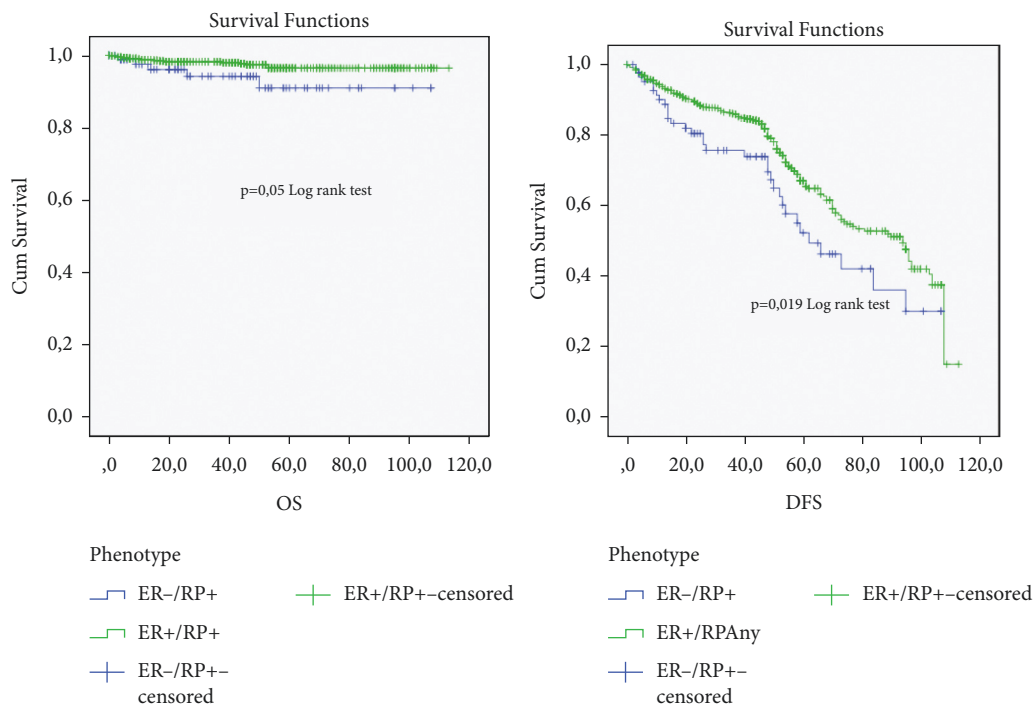 Survival Functions
1,0
0,8
0,6
0,4
0,2
0,0
Cum Survival
p=0,05 Log rank test
,0
20,0
40,0
60,0
80,0
100,0
120,0
OS
Phenotype
ER–/RP+
ER+/RP+
ER–/RP+–
censored
ER+/RP+–censored
Survival Functions
1,0
0,8
0,6
0,4
0,2
0,0
Cum Survival
p=0,019 Log rank test
,0
20,0
40,0
60,0
80,0
100,0
120,0
DFS
Phenotype
ER–/RP+
ER+/RPAny
ER–/RP+–
censored
ER+/RP+–censored